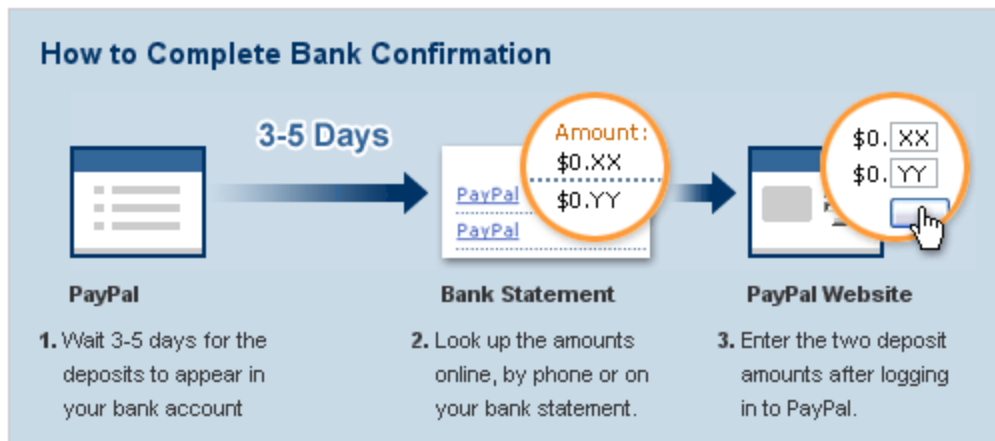 How to Complete Bank Confirmation
3-5 Days
Amount:
$0.XX
$0.YY
PayPal
PayPal
$0. XX
$0. YY
PayPal
1. Wait 3-5 days for the
deposits to appear in
your bank account
Bank Statement
2. Look up the amounts
online, by phone or on
your bank statement.
PayPal Website
3. Enter the two deposit
amounts after logging
in to PayPal.